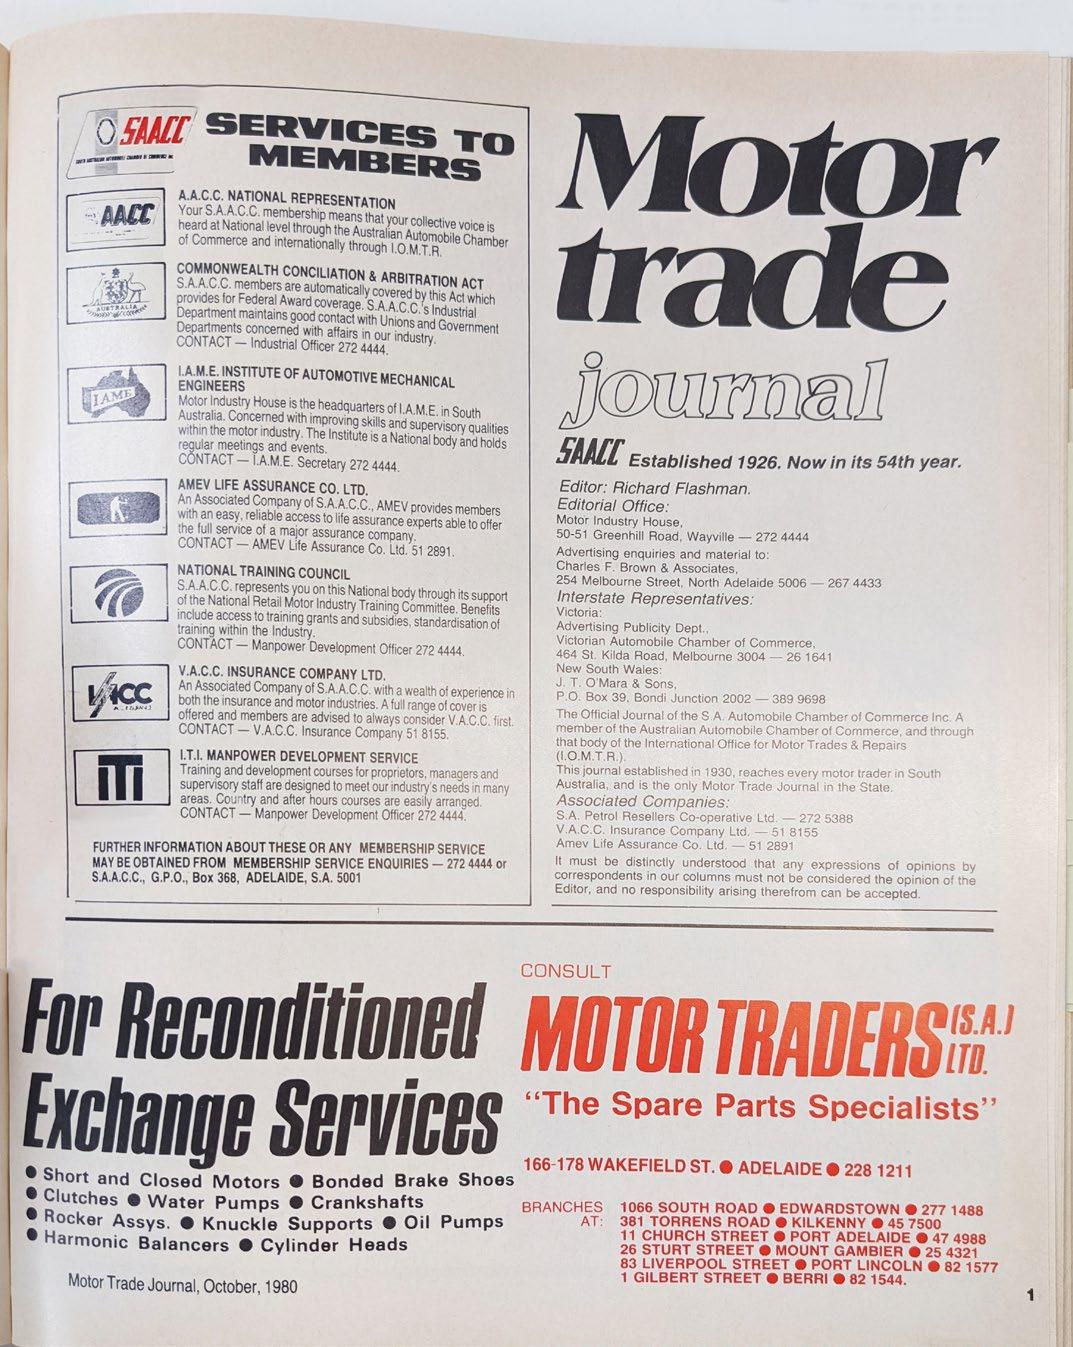 SAACC
SOUTH AUSTRALIAN AUTOMOBILE CHAMBER OF COMMERCE INC.
SERVICES TO
MEMBERS
AACC
A.A.C.C. NATIONAL REPRESENTATION
Your S.A.A.C.C. membership means that your collective voice is
heard at National level through the Australian Automobile Chamber
of Commerce and internationally through I.O.M.T.R.
AUSTRALIA
COMMONWEALTH CONCILIATION & ARBITRATION ACT
S.A.A.C.C. members are automatically covered by this Act which
provides for Federal Award coverage. S.A.A.C.C.'s Industrial
Department maintains good contact with Unions and Government
Departments concerned with affairs in our industry.
CONTACT — Industrial Officer 272 4444.
I.A.M.E
I.A.M.E. INSTITUTE OF AUTOMOTIVE MECHANICAL
ENGINEERS
Motor Industry House is the headquarters of I.A.M.E. in South
Australia. Concerned with improving skills and supervisory qualities
within the motor industry. The Institute is a National body and holds
regular meetings and events.
CONTACT — I.A.M.E. Secretary 272 4444.
AMEV LIFE ASSURANCE CO. LTD.
An Associated Company of S.A.A.C.C., AMEV provides members
with an easy, reliable access to life assurance experts able to offer
the full service of a major assurance company.
CONTACT — AMEV Life Assurance Co. Ltd. 51 2891.
NATIONAL TRAINING COUNCIL
S.A.A.C.C. represents you on this National body through its support
of the National Retail Motor Industry Training Committee. Benefits
include access to training grants and subsidies, standardisation of
training within the Industry.
CONTACT — Manpower Development Officer 272 4444.
VACC
V.A.C.C. INSURANCE COMPANY LTD.
An Associated Company of S.A.A.C.C. with a wealth of experience in
both the insurance and motor industries. A full range of cover is
offered and members are advised to always consider V.A.C.C. first.
CONTACT — V.A.C.C. Insurance Company 51 8155.
ITI
I.T.I. MANPOWER DEVELOPMENT SERVICE
Training and development courses for proprietors, managers and
supervisory staff are designed to meet our industry's needs in many
areas. Country and after hours courses are easily arranged.
CONTACT — Manpower Development Officer 272 4444.
FURTHER INFORMATION ABOUT THESE OR ANY MEMBERSHIP SERVICE
MAY BE OBTAINED FROM MEMBERSHIP SERVICE ENQUIRIES — 272 4444 or
S.A.A.C.C., G.P.O., Box 368, ADELAIDE, S.A. 5001
Motor
trade
journal
SAACC Established 1926. Now in its 54th year.
Editor: Richard Flashman.
Editorial Office:
Motor Industry House,
50-51 Greenhill Road, Wayville — 272 4444
Advertising enquiries and material to:
Charles F. Brown & Associates,
254 Melbourne Street, North Adelaide 5006 — 267 4433
Interstate Representatives:
Victoria:
Advertising Publicity Dept.,
Victorian Automobile Chamber of Commerce,
464 St. Kilda Road, Melbourne 3004 — 26 1641
New South Wales:
J. T. O'Mara & Sons,
P.O. Box 39, Bondi Junction 2002 — 389 9698
The Official Journal of the S.A. Automobile Chamber of Commerce Inc. A
member of the Australian Automobile Chamber of Commerce, and through
that body of the International Office for Motor Trades & Repairs
(I.O.M.T.R.).
This journal established in 1930, reaches every motor trader in South
Australia, and is the only Motor Trade Journal in the State.
Associated Companies:
S.A. Petrol Resellers Co-operative Ltd. — 272 5388
V.A.C.C. Insurance Company Ltd. — 51 8155
Amev Life Assurance Co. Ltd. — 51 2891
It must be distinctly understood that any expressions of opinions by
correspondents in our columns must not be considered the opinion of the
Editor, and no responsibility arising therefrom can be accepted.
For Reconditioned
Exchange Services
● Short and Closed Motors ● Bonded Brake Shoes
● Clutches ● Water Pumps ● Crankshafts
● Rocker Assys. ● Knuckle Supports ● Oil Pumps
● Harmonic Balancers ● Cylinder Heads
CONSULT
MOTOR TRADERS (S.A.) LTD.
“The Spare Parts Specialists”
166-178 WAKEFIELD ST. ● ADELAIDE ● 228 1211
BRANCHES AT:
1066 SOUTH ROAD ● EDWARDSTOWN ● 277 1488
381 TORRENS ROAD ● KILKENNY ● 45 7500
11 CHURCH STREET ● PORT ADELAIDE ● 47 4988
26 STURT STREET ● MOUNT GAMBIER ● 25 4321
83 LIVERPOOL STREET ● PORT LINCOLN ● 82 1577
1 GILBERT STREET ● BERRI ● 82 1544.
Motor Trade Journal, October, 1980
1